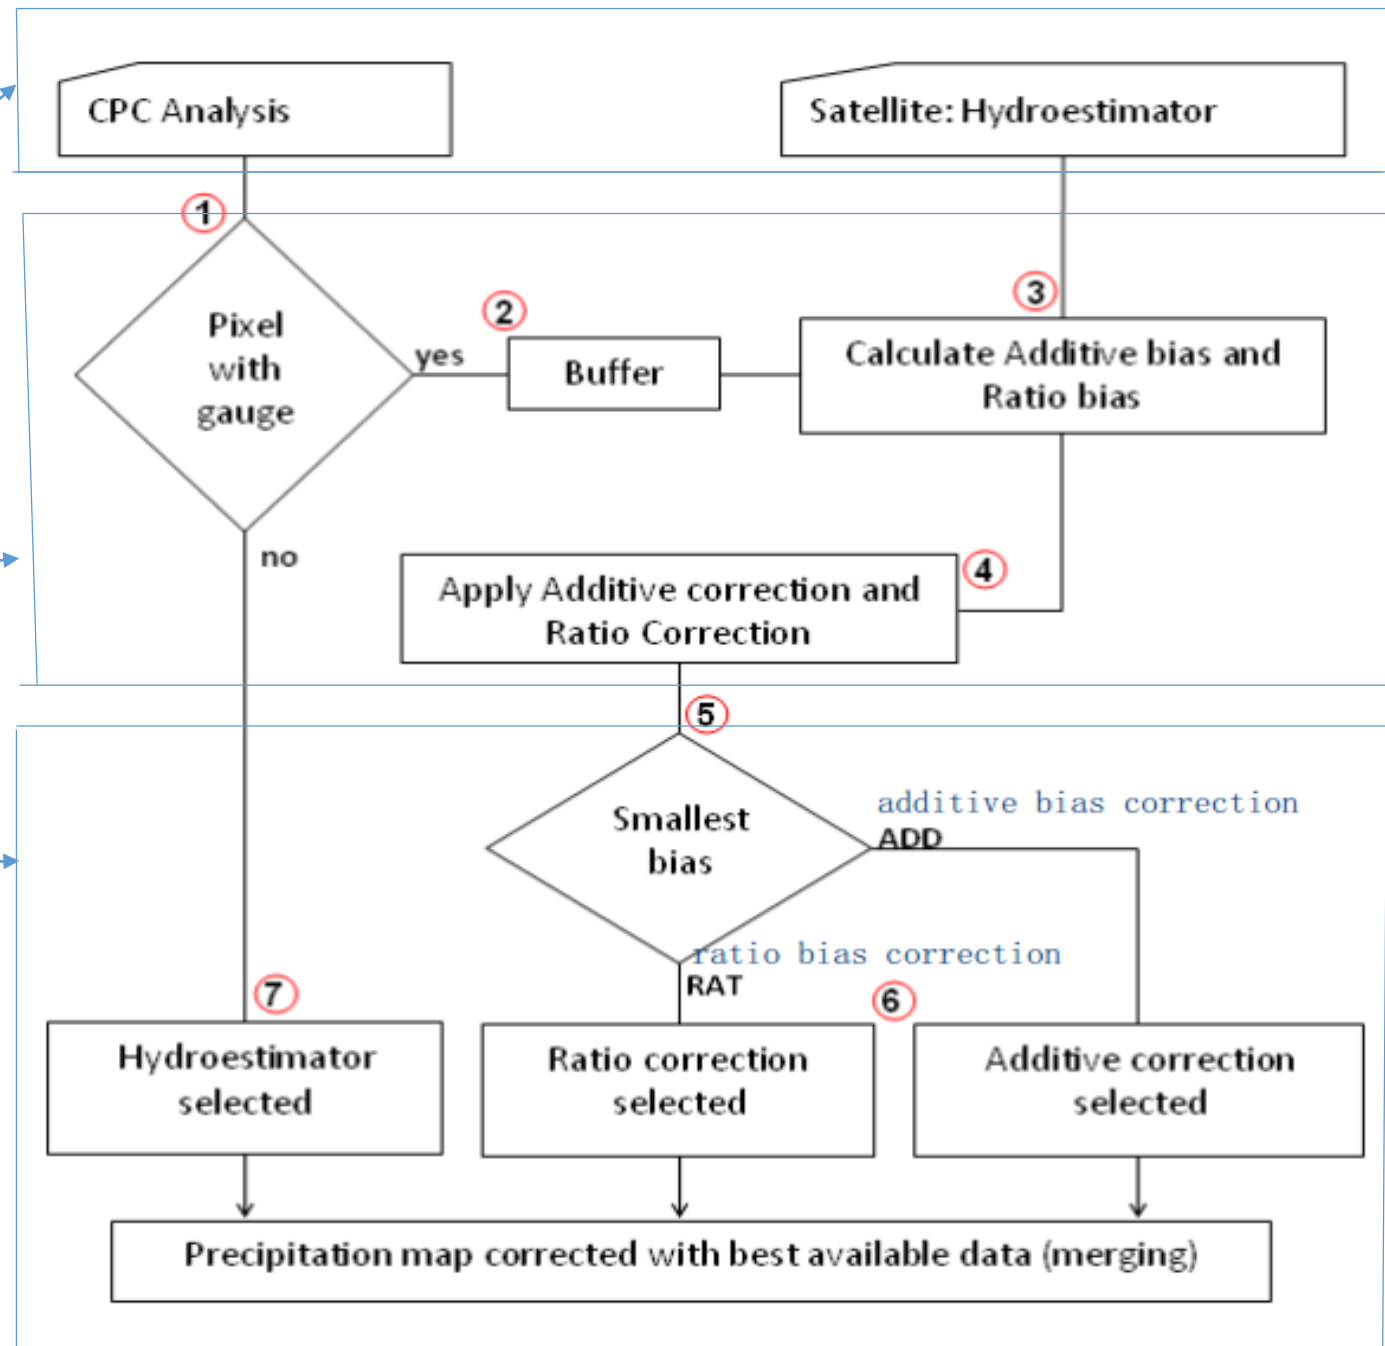 CPC Analysis
Satellite: Hydroestimator
1
Pixel
with
gauge
yes
2
Buffer
3
Calculate Additive bias and
Ratio bias
no
Apply Additive correction and
Ratio Correction
4
5
Smallest
bias
additive bias correction
ADD
ratio bias correction
RAT
6
7
Hydroestimator
selected
Ratio correction
selected
Additive correction
selected
Precipitation map corrected with best available data (merging)